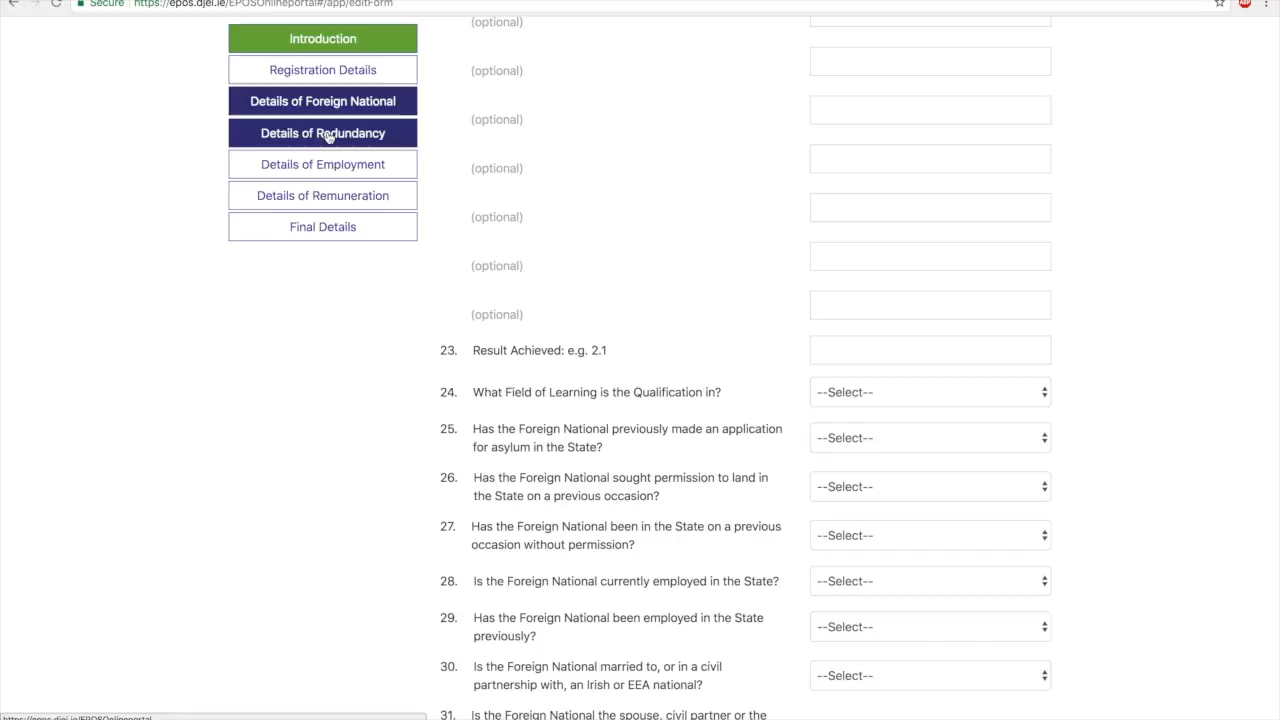 Secure
https://epos.djei.ie/EPOSOnlineportal#/app/editForm
ABP
Introduction
Registration Details
Details of Foreign National
Details of Redundancy
Details of Employment
Details of Remuneration
Final Details
(optional)
(optional)
(optional)
(optional)
(optional)
(optional)
(optional)
23. Result Achieved: e.g. 2.1
24. What Field of Learning is the Qualification in? --Select--
25. Has the Foreign National previously made an application
for asylum in the State?
--Select--
26. Has the Foreign National sought permission to land in
the State on a previous occasion?
--Select--
27. Has the Foreign National been in the State on a previous
occasion without permission?
--Select--
28. Is the Foreign National currently employed in the State? --Select--
29. Has the Foreign National been employed in the State
previously?
--Select--
30. Is the Foreign National married to, or in a civil
partnership with, an Irish or EEA national?
--Select--
31. Is the Foreign National the spouse, civil partner or the
https://epos.djei.ie/EPOSOnlineportal